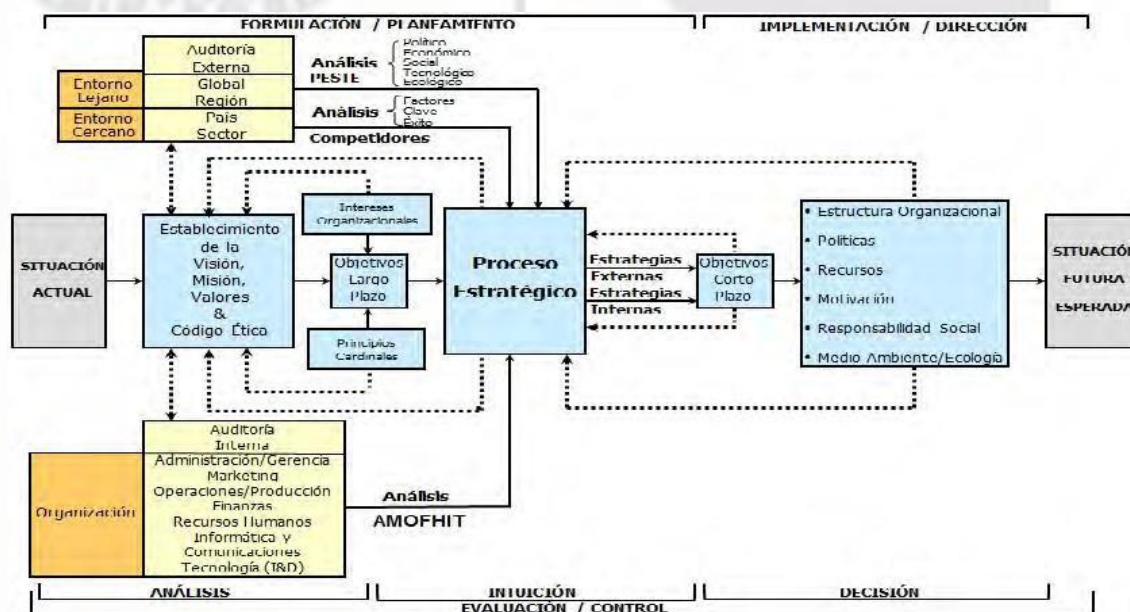 FORMULACIÓN / PLANEAMIENTO
IMPLEMENTACIÓN / DIRECCIÓN
Auditoría
Externa
Entorno
Lejano
Global
Región
Entorno
Cercano
País
Sector
Análisis
PESTE
Político
Económico
Social
Tecnológico
Ecológico
Análisis
Competidores
Factores
Clave
Éxito
SITUACIÓN
ACTUAL
Establecimiento
de la
Visión,
Misión,
Valores
&
Código Ética
Intereses
Organizacionales
Objetivos
Largo
Plazo
Principios
Cardinales
Proceso
Estratégico
Estrategias
Externas
Estrategias
Internas
Objetivos
Corto
Plazo
• Estructura Organizacional
• Políticas
• Recursos
• Motivación
• Responsabilidad Social
• Medio Ambiente/Ecología
SITUACIÓN
FUTURA
ESPERADA
Organización
Auditoría
Interna
Administración/Gerencia
Marketing
Operaciones/Producción
Finanzas
Recursos Humanos
Informática y
Comunicaciones
Tecnología (I&D)
Análisis
AMOFHIT
ANÁLISIS
INTUICIÓN
DECISIÓN
EVALUACIÓN / CONTROL